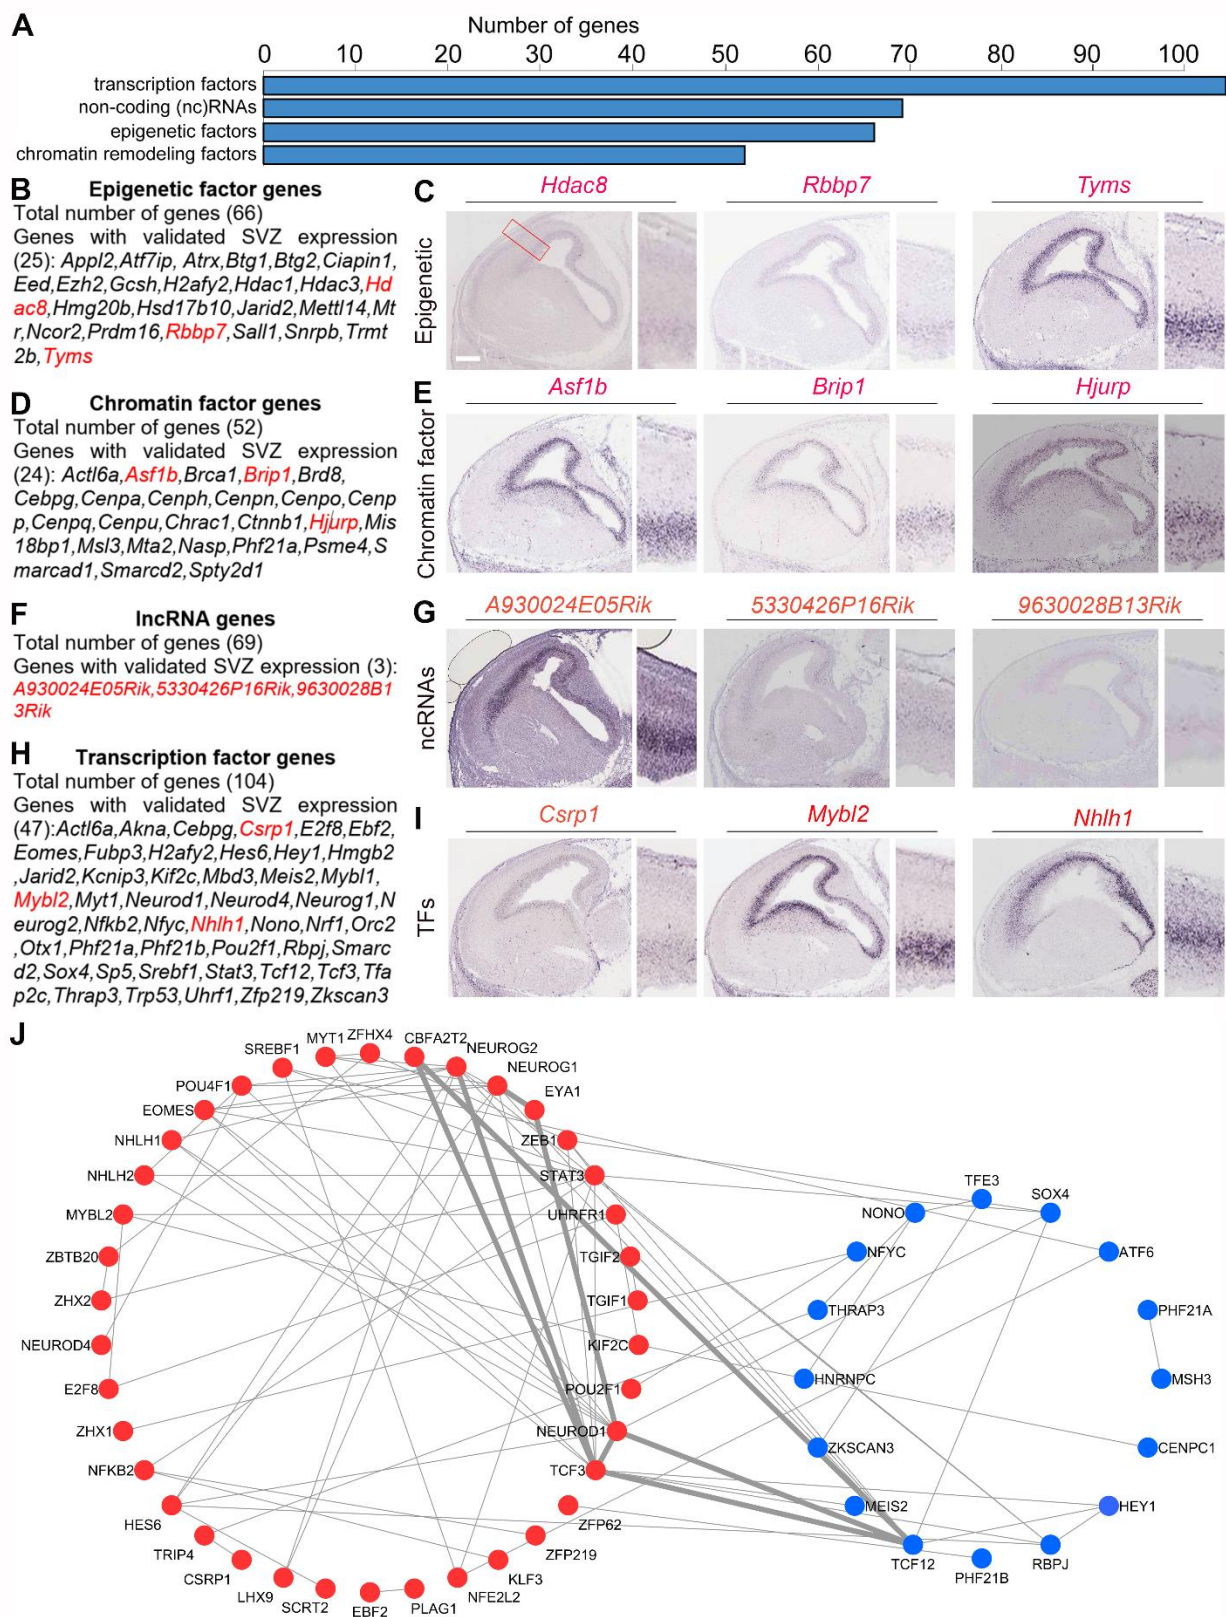 A
Number of genes
0 10 20 30 40 50 60 70 80 90 100
transcription factors
non-coding (nc)RNAs
epigenetic factors
chromatin remodeling factors
B Epigenetic factor genes
Total number of genes (66)
Genes with validated SVZ expression
(25): Appl2,Atf7ip, Atrx,Btg1,Btg2,Ciapin1,
Eed,Ezh2,Gcsh,H2afy2,Hdac1,Hdac3,Hd
ac8,Hmg20b,Hsd17b10,Jarid2,Mettl14,Mt
r,Ncor2,Prdm16,Rbbp7,Sall1,Snrpb,Trmt
2b,Tyms
C Hdac8 Rbbp7 Tyms
Epigenetic
D Chromatin factor genes
Total number of genes (52)
Genes with validated SVZ expression
(24): Actl6a,Asf1b,Brca1,Brip1,Brd8,
Cebpg,Cenpa,Cenph,Cenpn,Cenpo,Cenp
p,Cenpq,Cenpu,Chrac1,Ctnnb1,Hjurp,Mis
18bp1,Msl3,Mta2,Nasp,Phf21a,Psme4,S
marcad1,Smarcd2,Spty2d1
E Asf1b Brip1 Hjurp
Chromatin factor
F lncRNA genes
Total number of genes (69)
Genes with validated SVZ expression (3):
A930024E05Rik,5330426P16Rik,9630028B1
3Rik
G A930024E05Rik 5330426P16Rik 9630028B13Rik
ncRNAs
H Transcription factor genes
Total number of genes (104)
Genes with validated SVZ expression
(47):Actl6a,Akna,Cebpg,Csrp1,E2f8,Ebf2,
Eomes,Fubp3,H2afy2,Hes6,Hey1,Hmgb2
,Jarid2,Kcnip3,Kif2c,Mbd3,Meis2,Mybl1,
Mybl2,Myt1,Neurod1,Neurod4,Neurog1,N
eurog2,Nfkb2,Nfyc,Nhlh1,Nono,Nrf1,Orc2
,Otx1,Phf21a,Phf21b,Pou2f1,Rbpj,Smarc
d2,Sox4,Sp5,Srebf1,Stat3,Tcf12,Tcf3,Tfa
p2c,Thrap3,Trp53,Uhrf1,Zfp219,Zkscan3
I Csrp1 Mybl2 Nhlh1
TFs
J
MYT1
ZFHX4
CBFA2T2
SREBF1
NEUROG2
NEUROG1
POU4F1
EYA1
EOMES
NHLH1
ZEB1
NHLH2
STAT3
MYBL2
UHRFR1
ZBTB20
TGIF2
ZHX2
TGIF1
NEUROD4
KIF2C
E2F8
POU2F1
ZHX1
NEUROD1
NFKB2
TCF3
HES6
ZFP62
TRIP4
ZFP219
CSRP1
KLF3
LHX9
NFE2L2
SCRT2
PLAG1
EBF2
TFE3
SOX4
NONO
NFYC
ATF6
THRAP3
PHF21A
HNRNPC
MSH3
ZKSCAN3
CENPC1
MEIS2
HEY1
TCF12
PHF21B
RBPJ